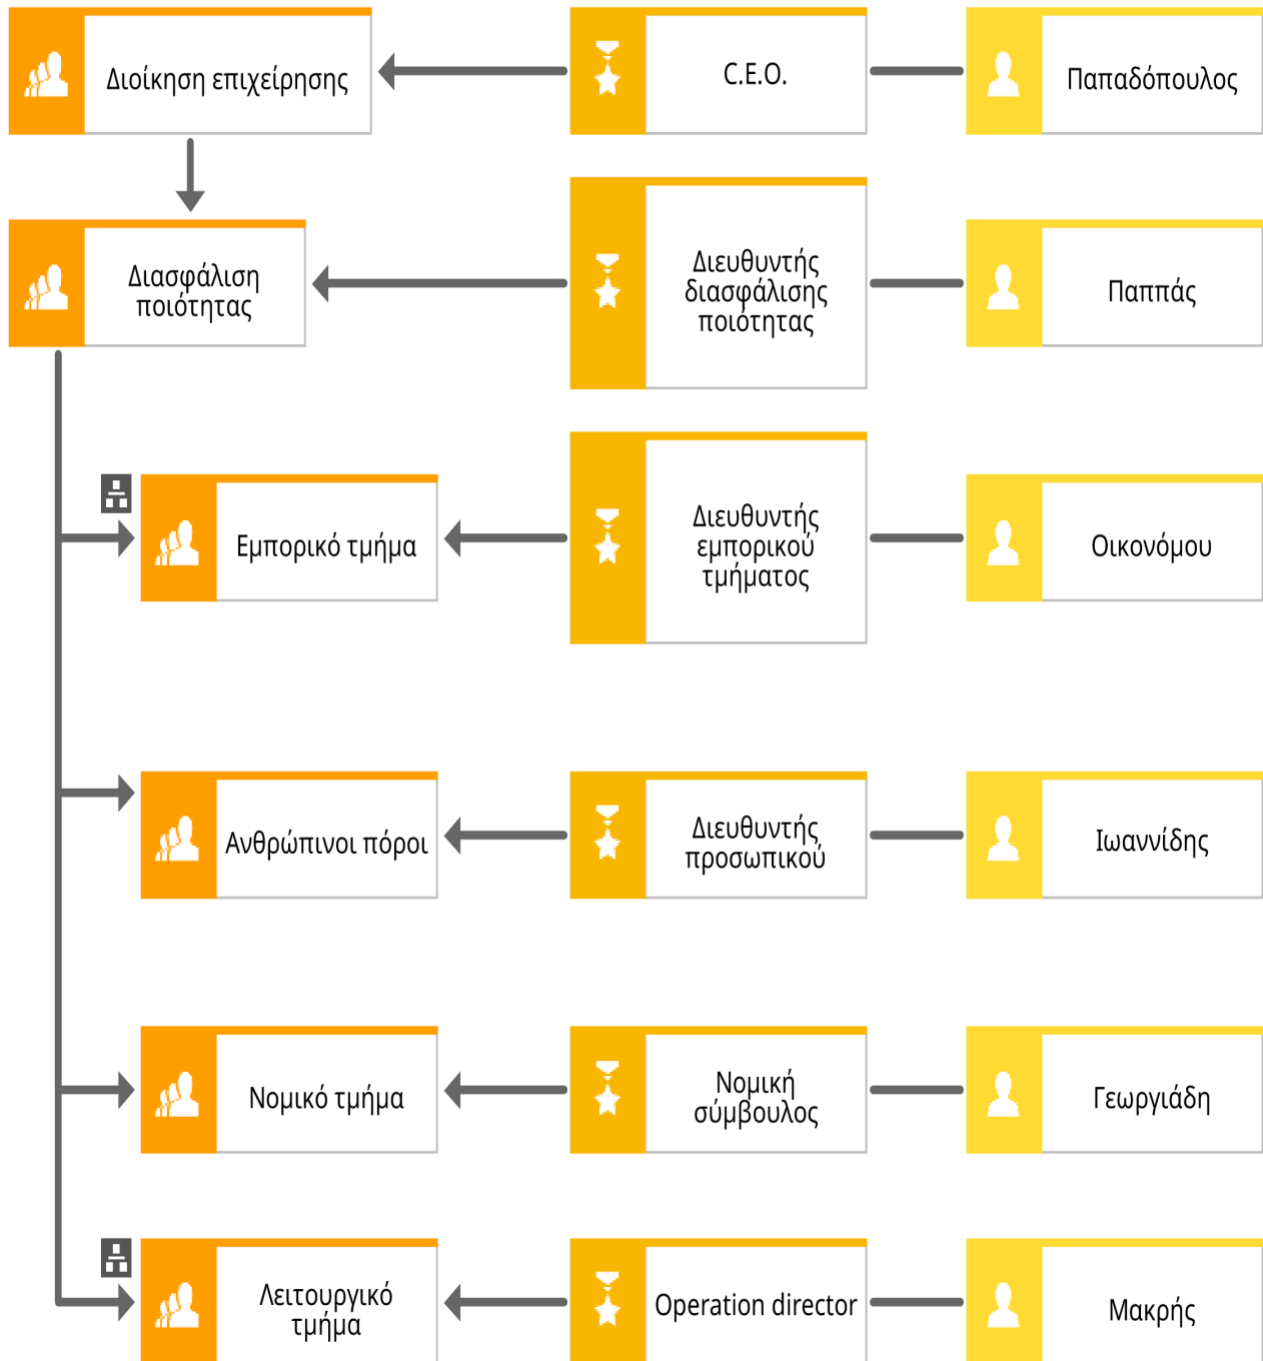 Διοίκηση επιχείρησης
C.E.O.
Παπαδόπουλος
Διασφάλιση
ποιότητας
Διευθυντής
διασφάλισης
ποιότητας
Παππάς
Εμπορικό τμήμα
Διευθυντής
εμπορικού
τμήματος
Οικονόμου
Ανθρώπινοι πόροι
Διευθυντής
προσωπικού
Ιωαννίδης
Νομικό τμήμα
Νομική
σύμβουλος
Γεωργιάδη
Λειτουργικό
τμήμα
Operation director
Μακρής